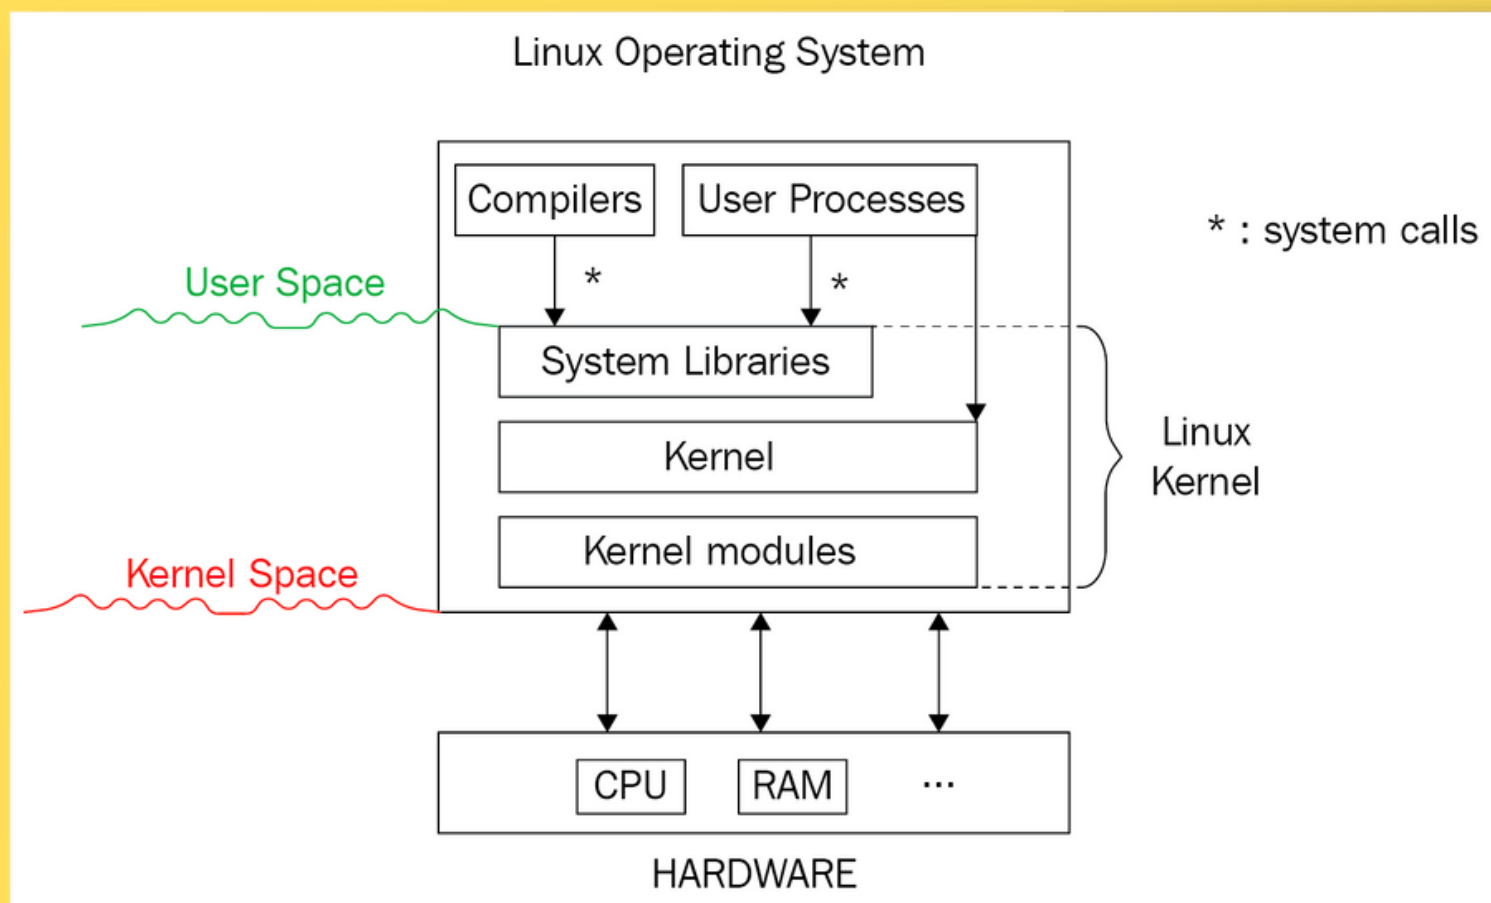 Linux Operating System
Compilers
User Processes
* : system calls
*
*
User Space
System Libraries
Kernel
Linux
Kernel
Kernel modules
Kernel Space
CPU
RAM
...
HARDWARE